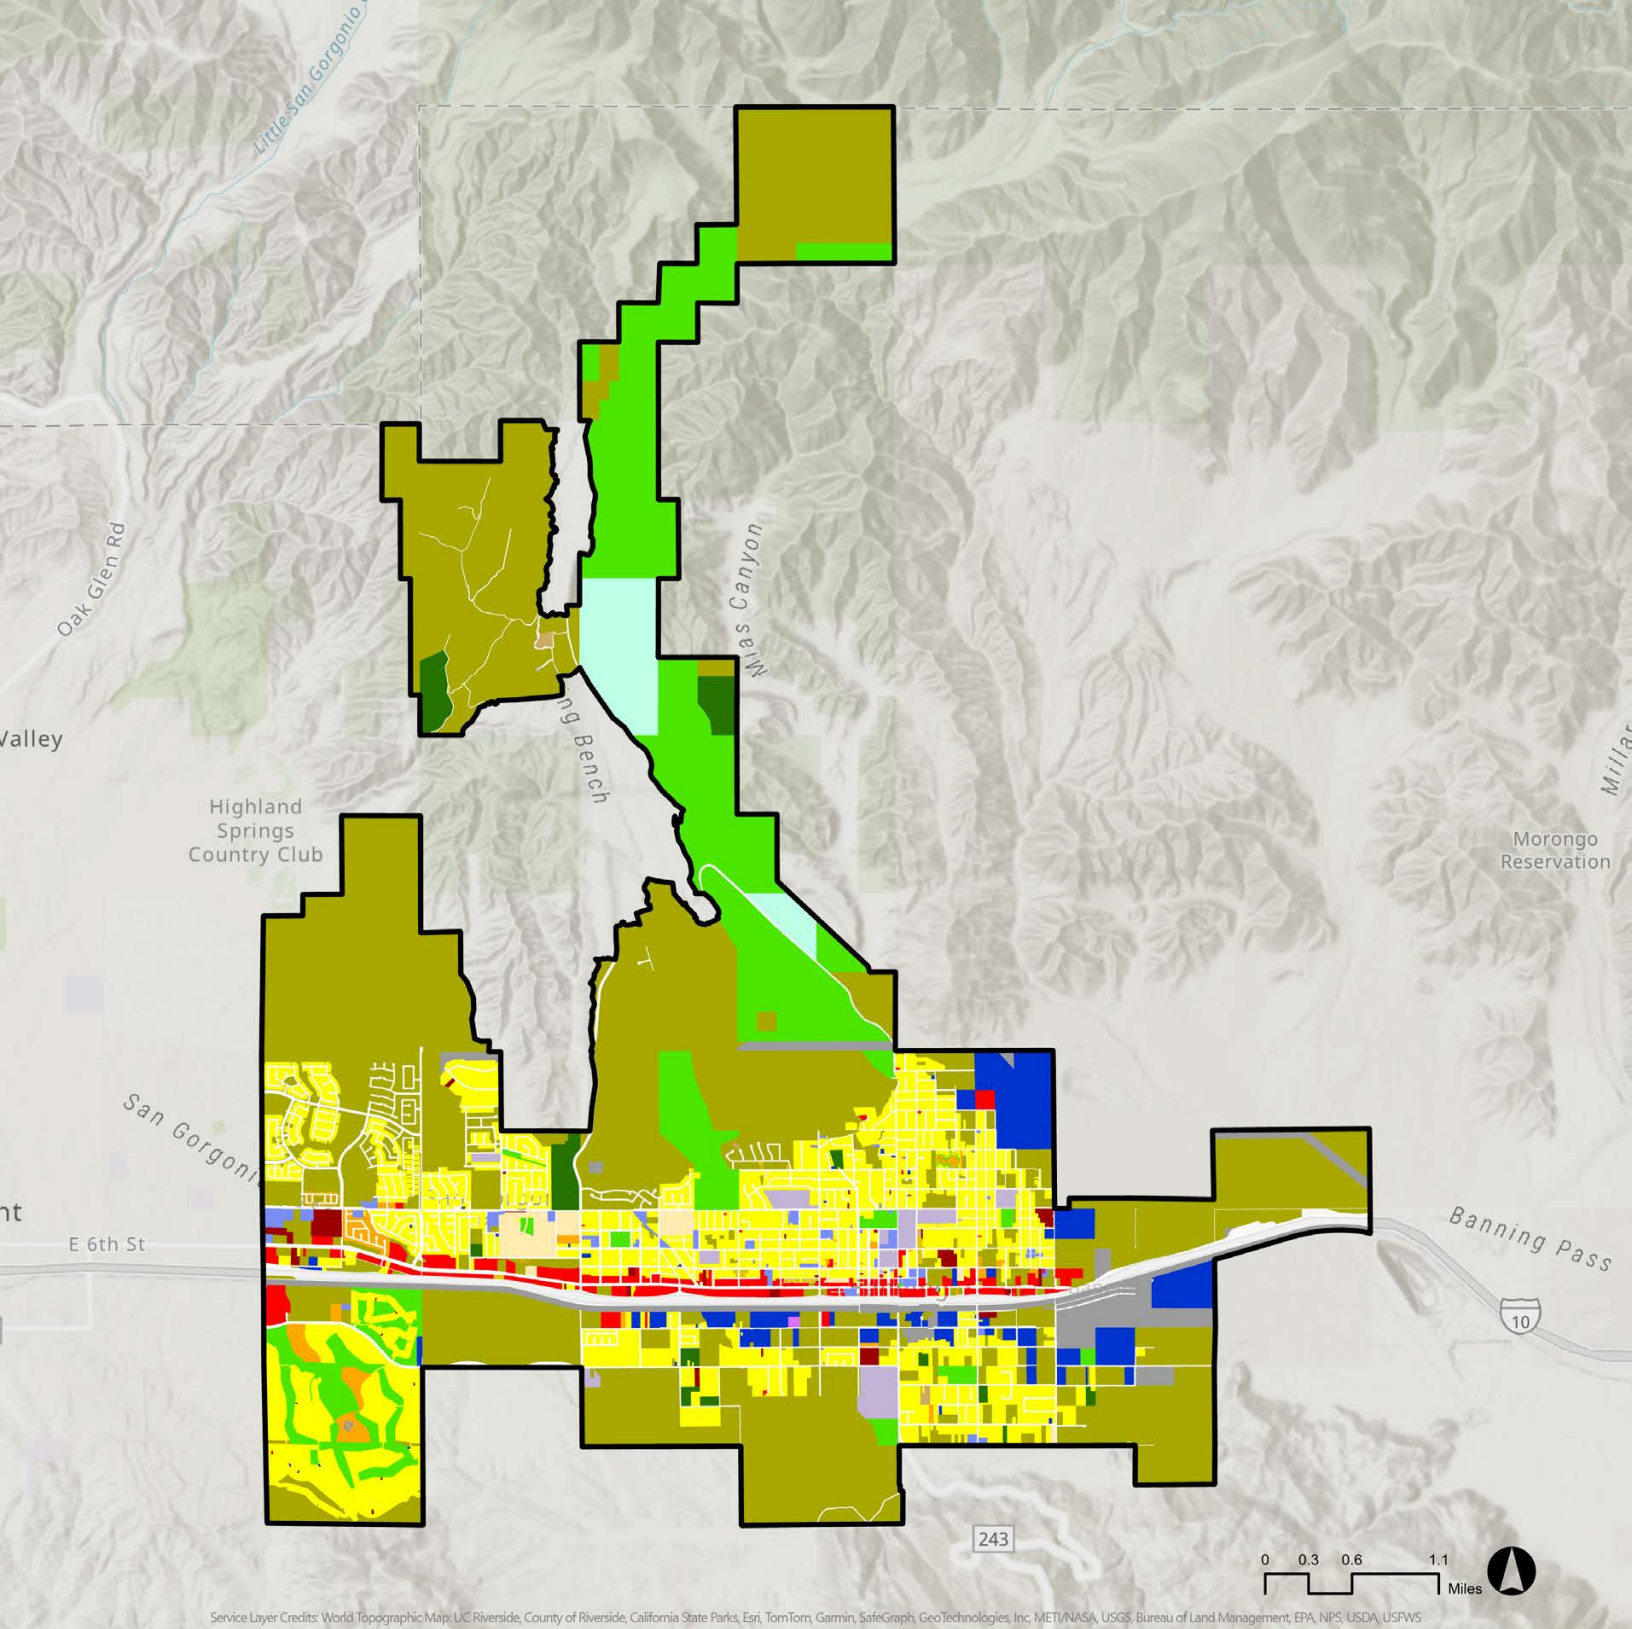 Little San Gorgonio
Oak Glen Rd
Mias Canyon
ng Bench
Valley
Highland
Springs
Country Club
Millar
Morongo
Reservation
San Gorgoni
nt
E 6th St
Banning Pass
10
243
0 0.3 0.6 1.1
Miles
Service Layer Credits: World Topographic Map: UC Riverside, County of Riverside, California State Parks, Esri, TomTom, Garmin, SafeGraph, GeoTechnologies, Inc, METI/NASA, USGS, Bureau of Land Management, EPA, NPS, USDA, USFWS